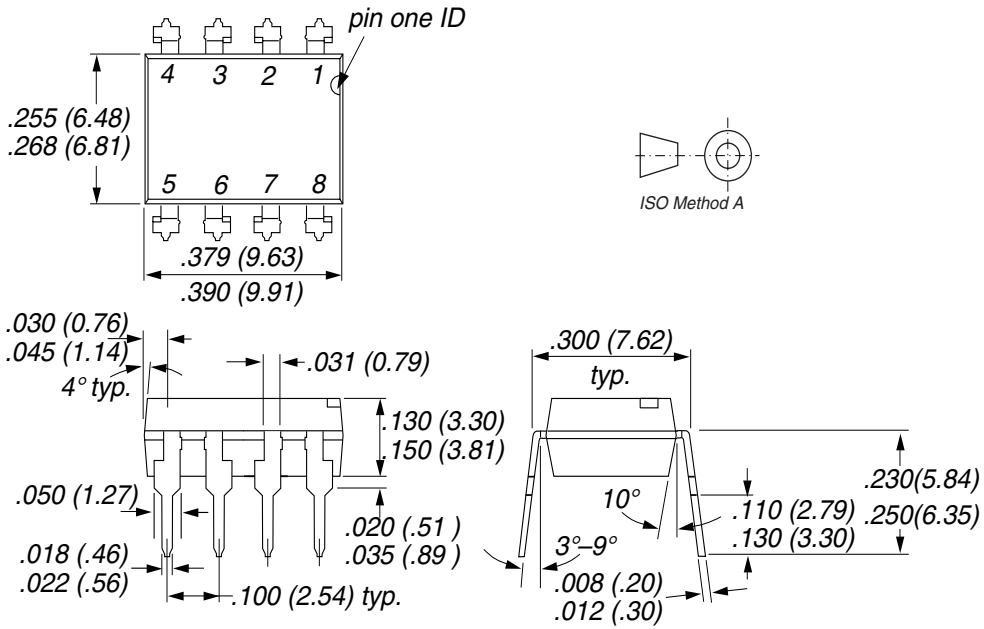 pin one ID
4 3 2 1
.255 (6.48)
.268 (6.81)
5 6 7 8
ISO Method A
.379 (9.63)
.390 (9.91)
.030 (0.76)
.045 (1.14)
4° typ.
.031 (0.79)
.130 (3.30)
.150 (3.81)
.050 (1.27)
.020 (.51 )
.035 (.89 )
.018 (.46)
.022 (.56)
.100 (2.54) typ.
.300 (7.62)
typ.
10°
3°–9°
.230(5.84)
.250(6.35)
.110 (2.79)
.130 (3.30)
.008 (.20)
.012 (.30)